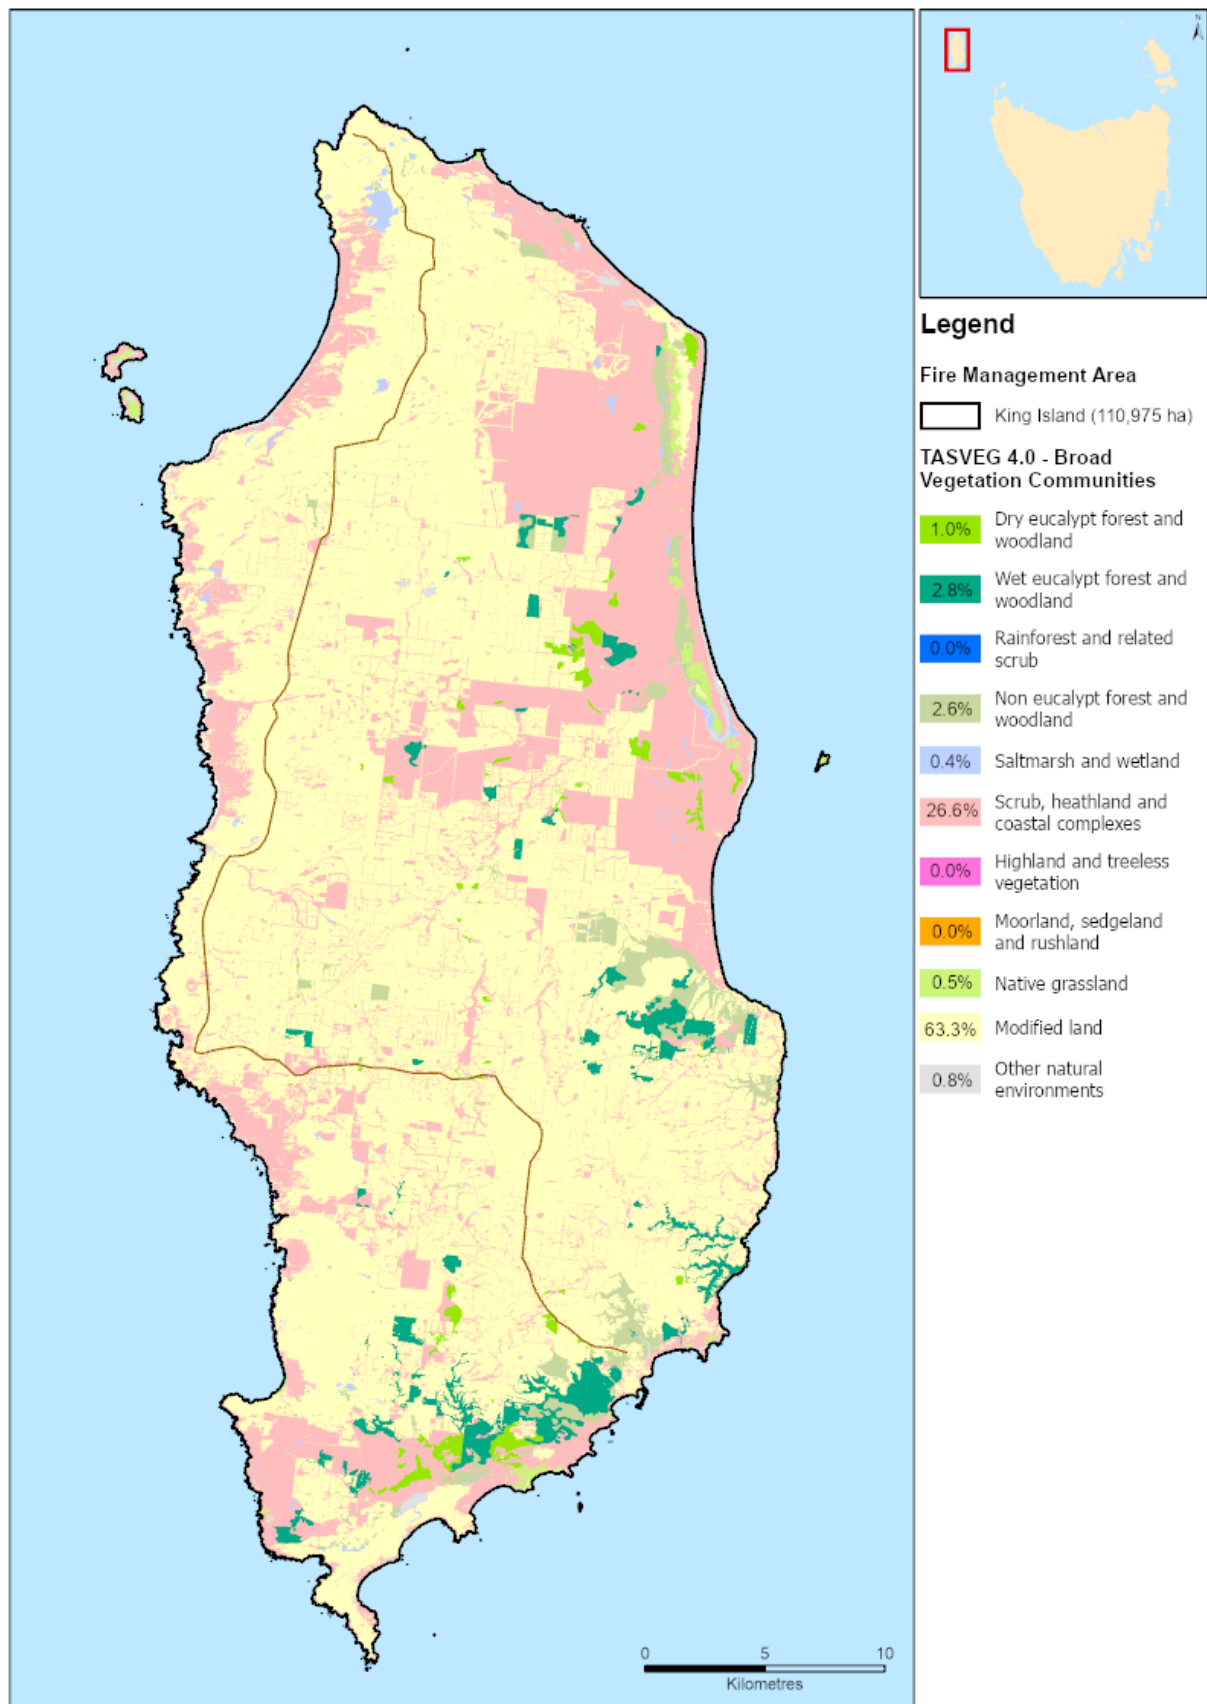 N
Legend
Fire Management Area
King Island (110,975 ha)
TASVEG 4.0 - Broad
Vegetation Communities
1.0%
Dry eucalypt forest and
woodland
2.8%
Wet eucalypt forest and
woodland
0.0%
Rainforest and related
scrub
2.6%
Non eucalypt forest and
woodland
0.4%
Saltmarsh and wetland
26.6%
Scrub, heathland and
coastal complexes
0.0%
Highland and treeless
vegetation
0.0%
Moorland, sedgeland
and rushland
0.5%
Native grassland
63.3%
Modified land
0.8%
Other natural
environments
0 5 10
Kilometres